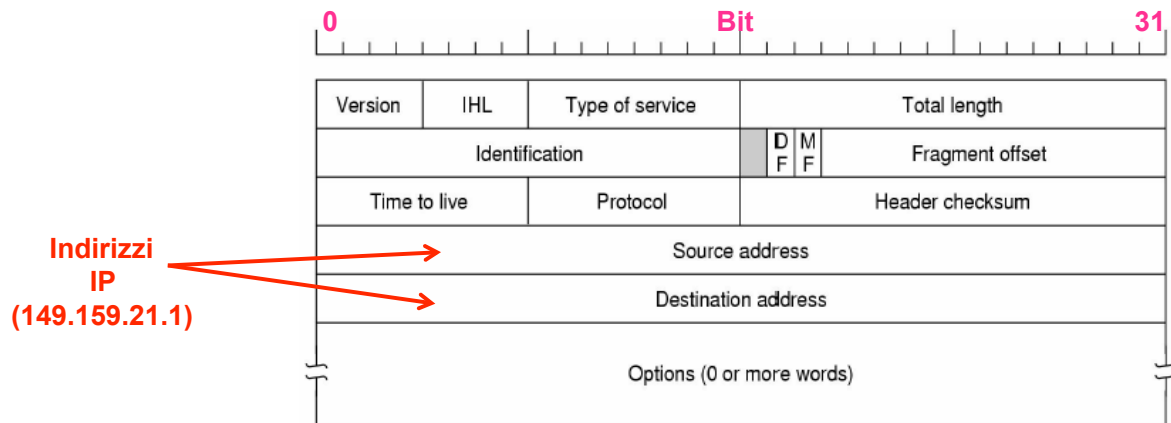 0 Bit 31
Version IHL Type of service Total length
Identification D F M F Fragment offset
Time to live Protocol Header checksum
Source address
Destination address
Options (0 or more words)
Indirizzi
IP
(149.159.21.1)